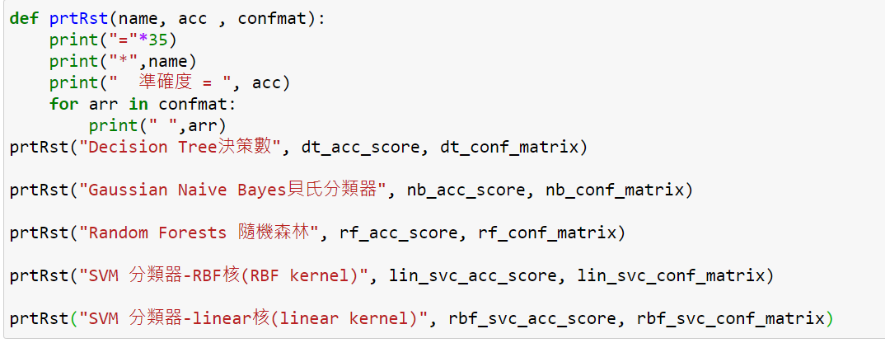 def prtRst(name, acc , confmat):
    print("="*35)
    print("*",name)
    print("  準確度 = ", acc)
    for arr in confmat:
        print(" ",arr)
prtRst("Decision Tree決策數", dt_acc_score, dt_conf_matrix)
prtRst("Gaussian Naive Bayes貝氏分類器", nb_acc_score, nb_conf_matrix)
prtRst("Random Forests 隨機森林", rf_acc_score, rf_conf_matrix)
prtRst("SVM 分類器-RBF核(RBF kernel)", lin_svc_acc_score, lin_svc_conf_matrix)
prtRst("SVM 分類器-linear核(linear kernel)", rbf_svc_acc_score, rbf_svc_conf_matrix)